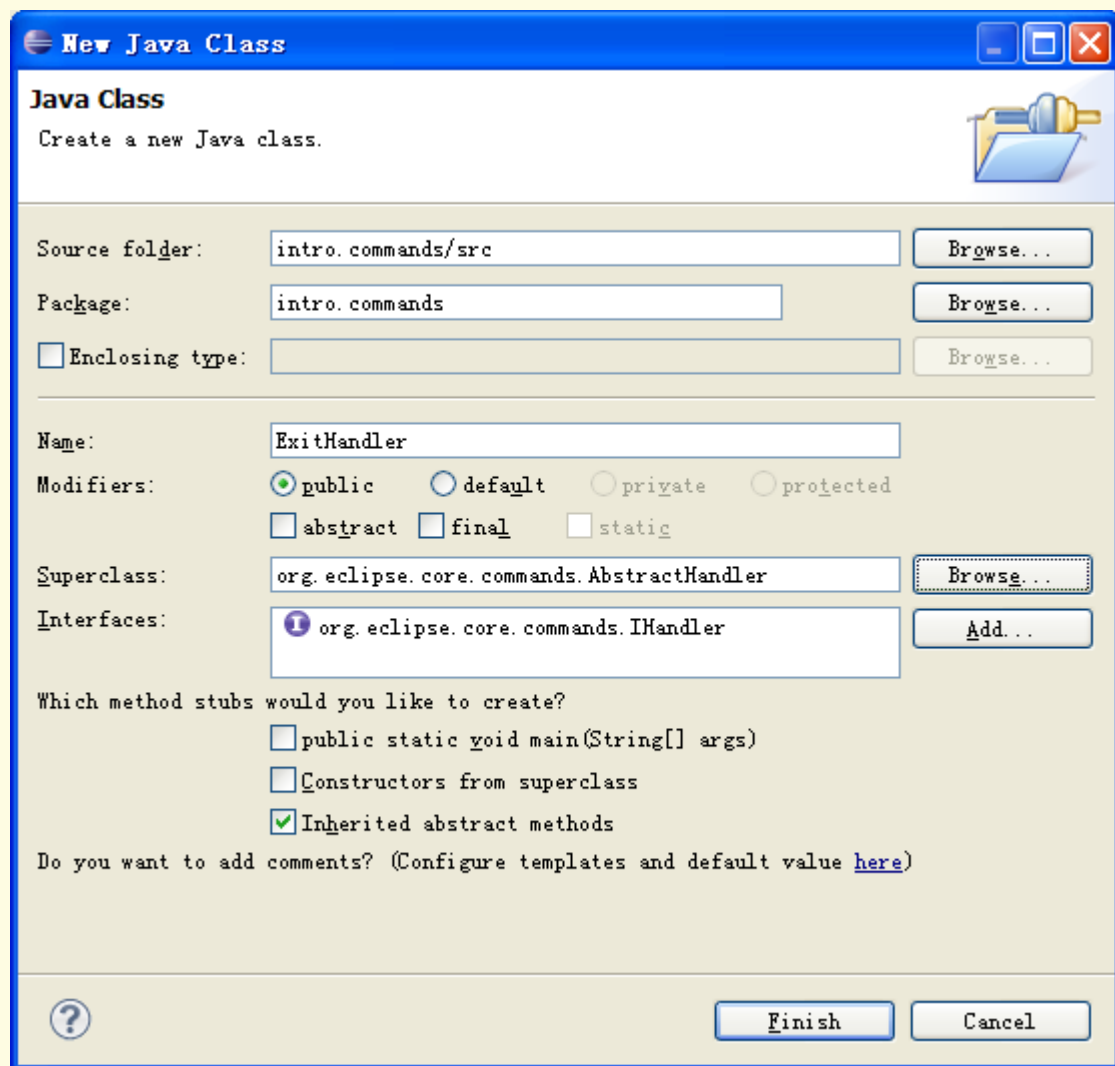 New Java Class
Java Class
Create a new Java class.
Source folder: intro.commands/src Browse...
Package: intro.commands Browse...
Enclosing type: Browse...
Name: ExitHandler
Modifiers: public default private protected
abstract final static
Superclass: org.eclipse.core.commands.AbstractHandler Browse...
Interfaces: I org.eclipse.core.commands.IHandler Add...
Which method stubs would you like to create?
public static void main(String[] args)
Constructors from superclass
Inherited abstract methods
Do you want to add comments? (Configure templates and default value here)
? Finish Cancel